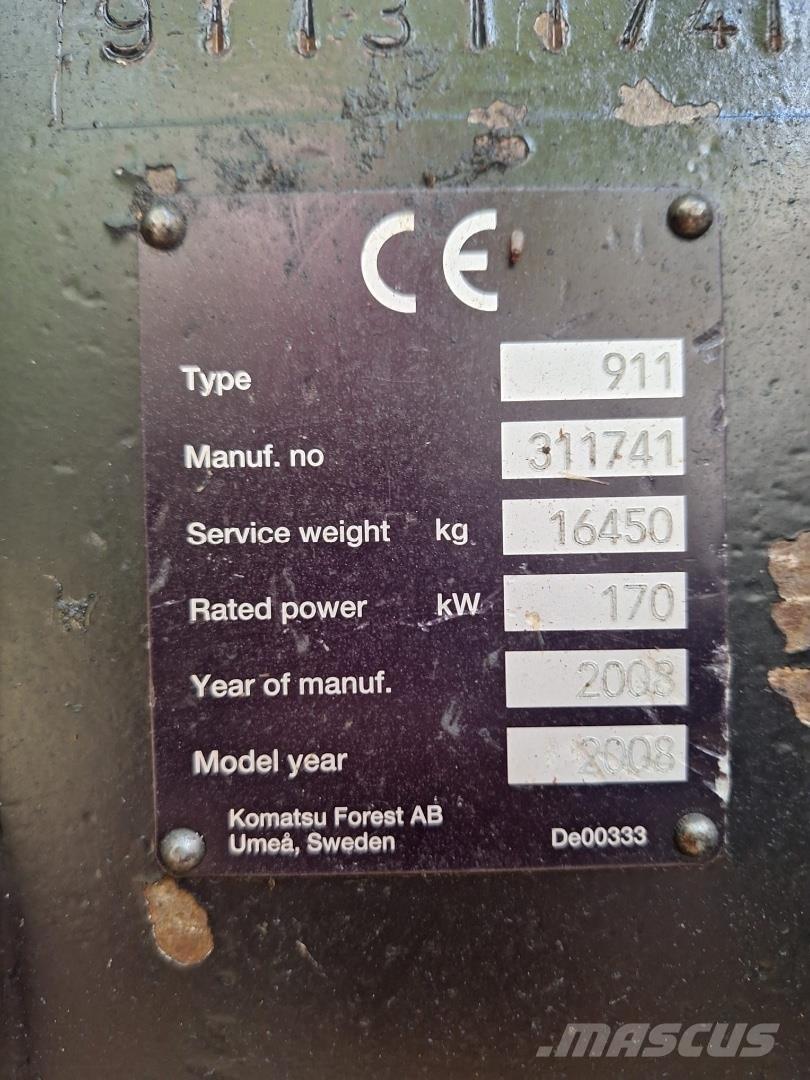 911311741
CE
Type 911
Manuf. no 311741
Service weight kg 16450
Rated power kW 170
Year of manuf. 2008
Model year 2008
Komatsu Forest AB
Umeå, Sweden De00333
MASCUS